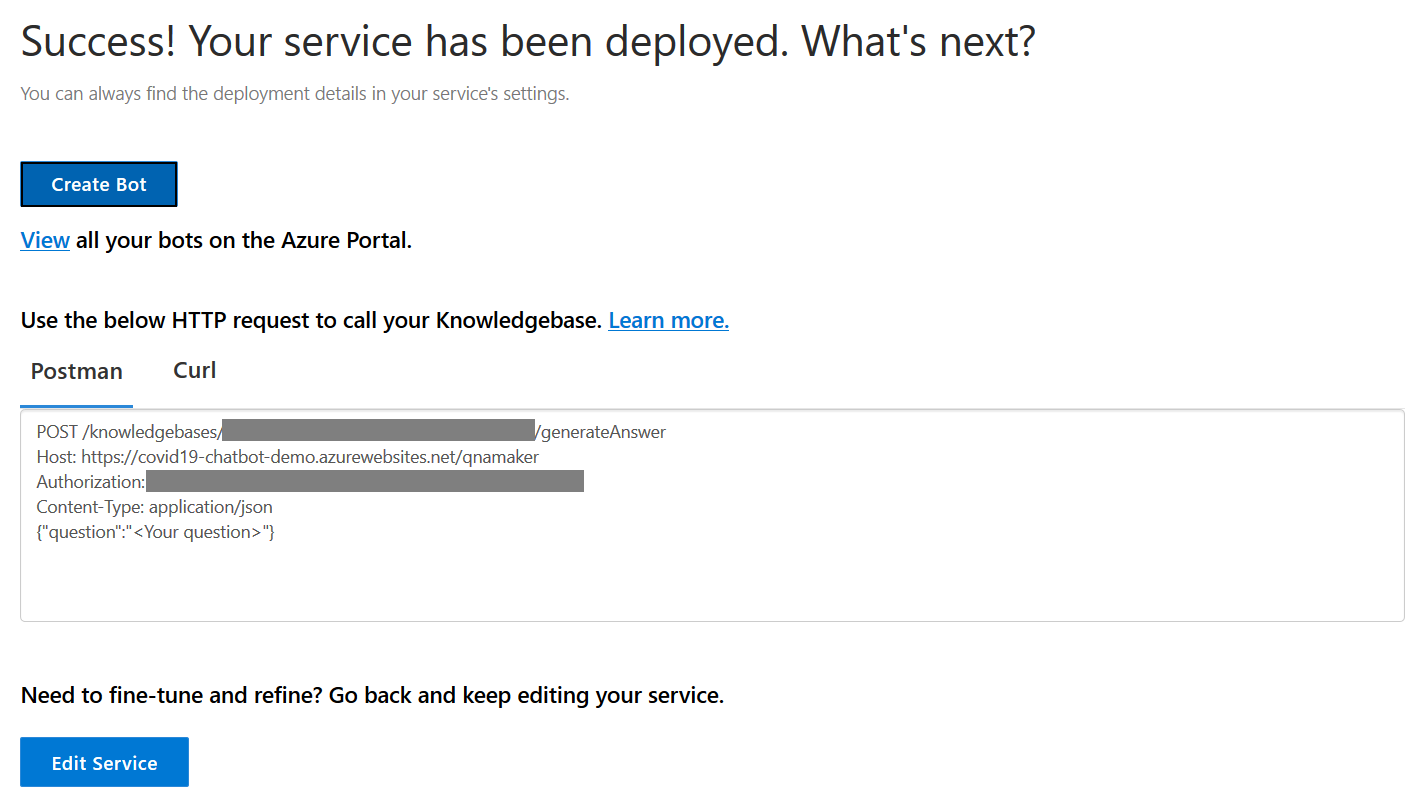 Success! Your service has been deployed. What's next?
You can always find the deployment details in your service's settings.
Create Bot
View all your bots on the Azure Portal.
Use the below HTTP request to call your Knowledgebase. Learn more.
Postman Curl
POST /knowledgebases/ /generateAnswer
Host: https://covid19-chatbot-demo.azurewebsites.net/qnamaker
Authorization:
Content-Type: application/json
{"question":"<Your question>"}
Need to fine-tune and refine? Go back and keep editing your service.
Edit Service